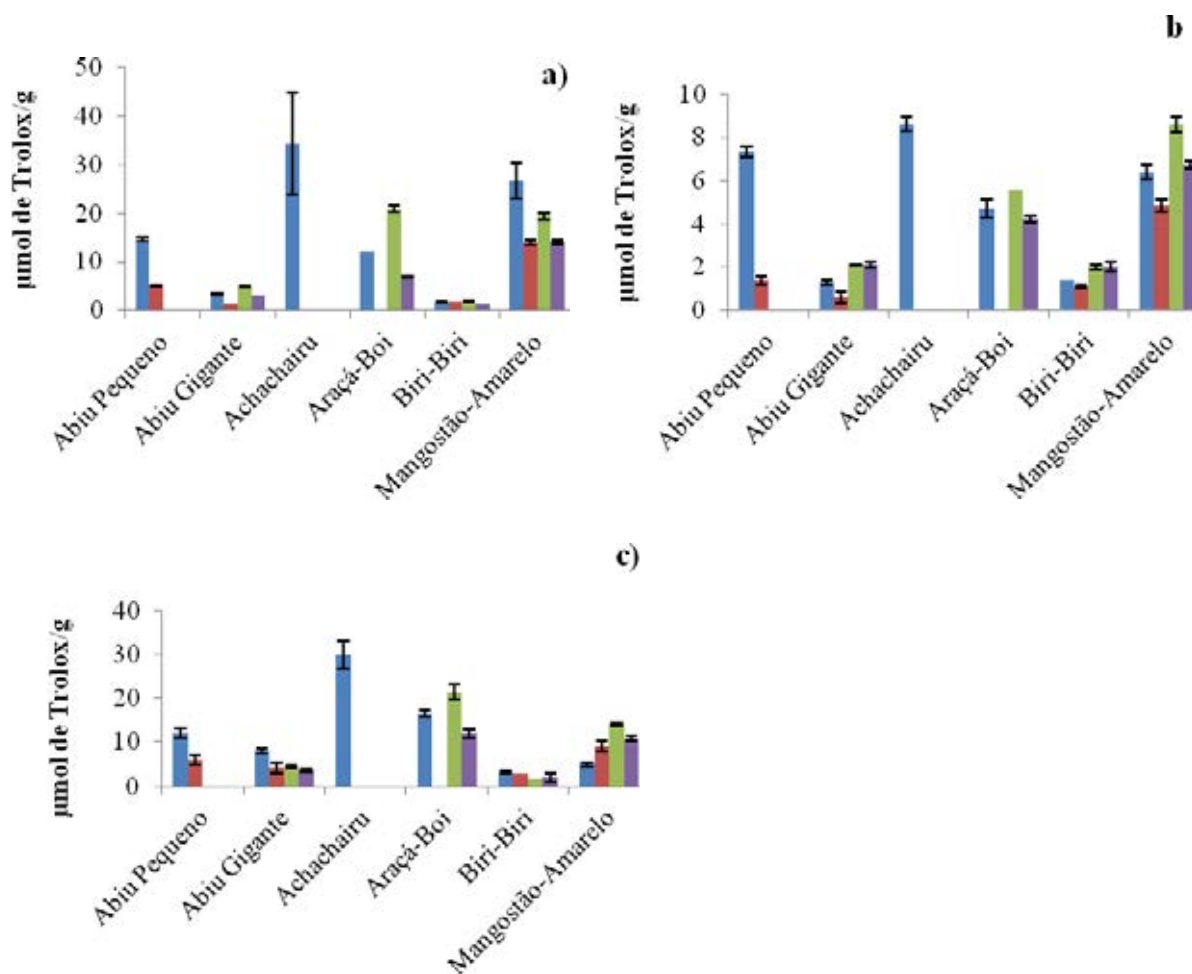 a)
µmol de Trolox/g
50
40
30
20
10
0
Abiu Pequeno
Abiu Gigante
Achachairu
Araçá-Boi
Biri-Biri
Mangostão-Amarelo
b
µmol de Trolox/g
10
8
6
4
2
0
Abiu Pequeno
Abiu Gigante
Achachairu
Araçá-Boi
Biri-Biri
Mangostão-Amarelo
c)
µmol de Trolox/g
40
30
20
10
0
Abiu Pequeno
Abiu Gigante
Achachairu
Araçá-Boi
Biri-Biri
Mangostão-Amarelo